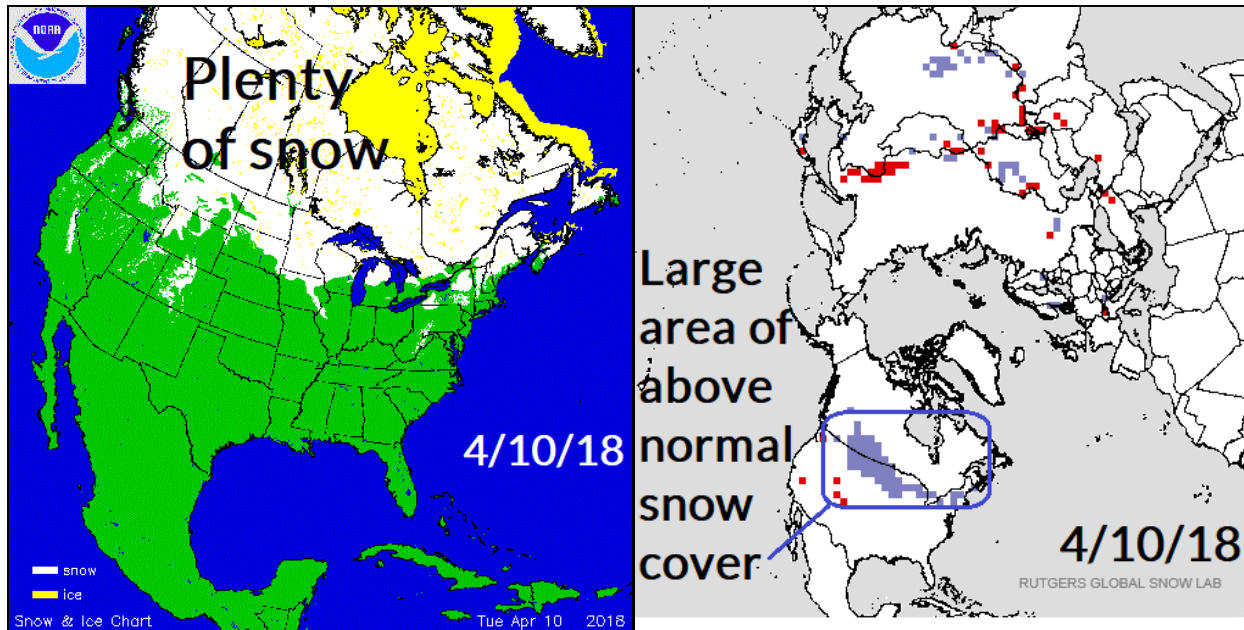 NOAA
Plenty
of snow
4/10/18
snow
ice
Snow & Ice Chart
Tue Apr 10 2018
Large
area of
above
normal
snow
cover
4/10/18
RUTGERS GLOBAL SNOW LAB